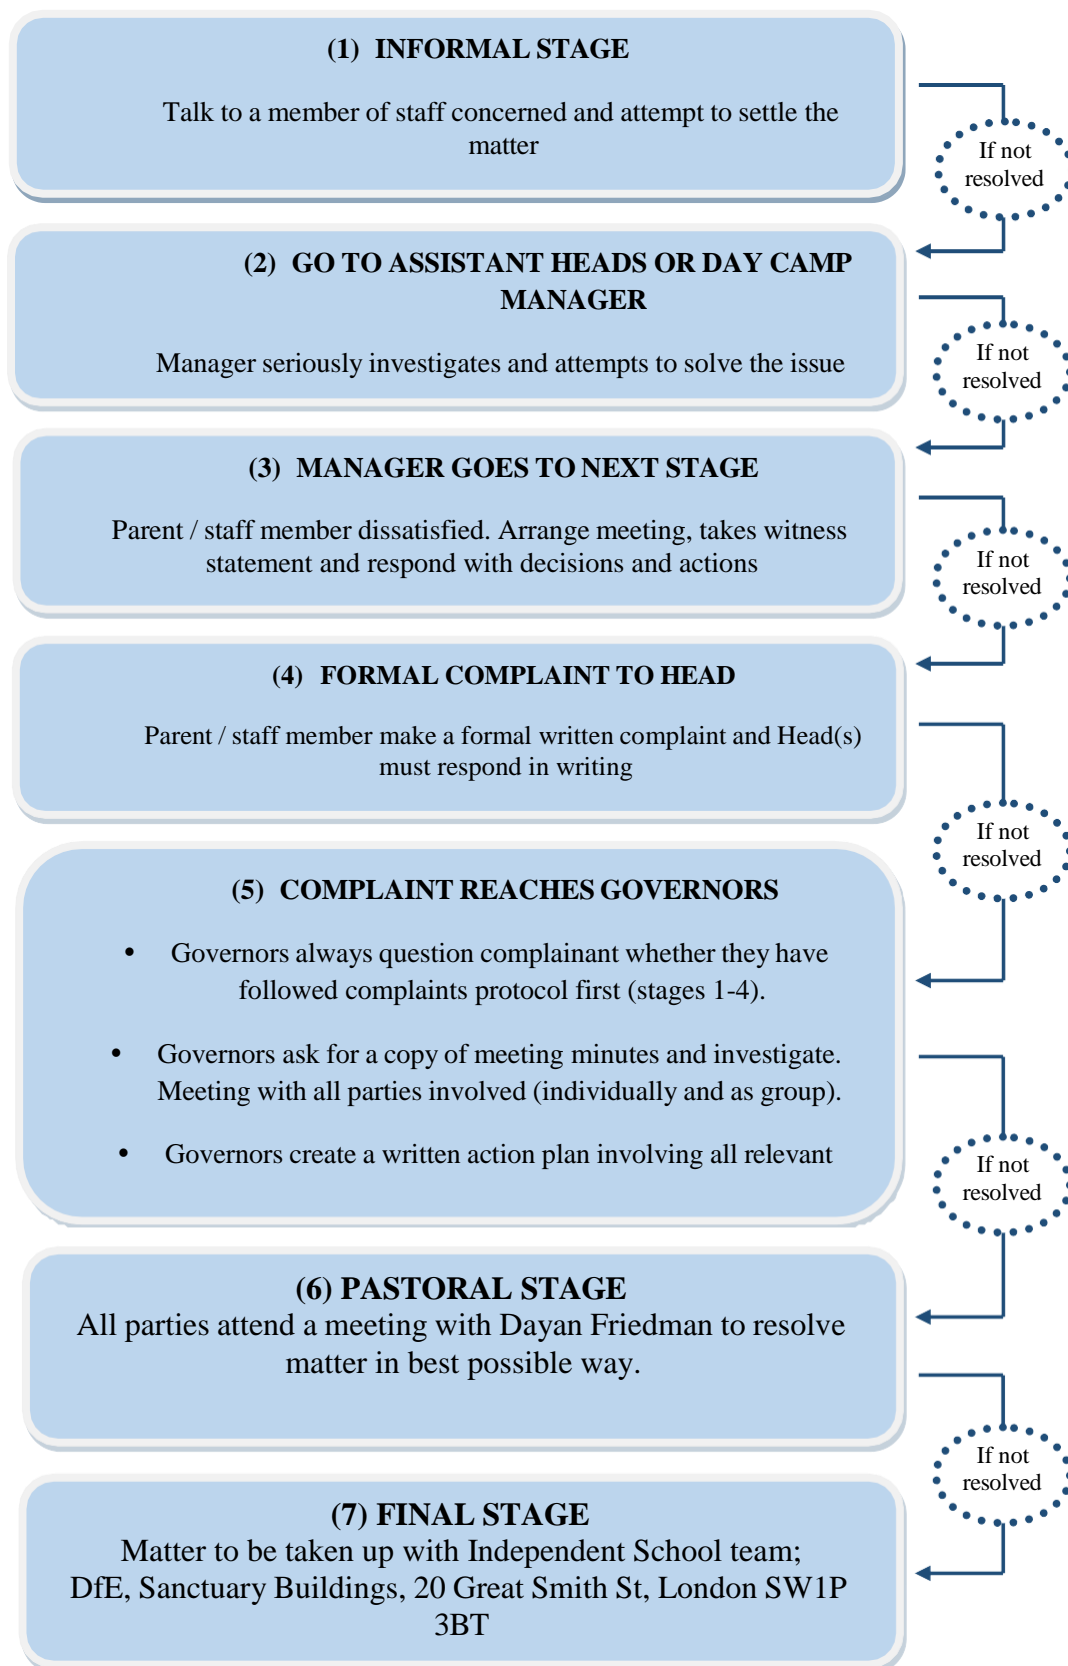 (1) INFORMAL STAGE
Talk to a member of staff concerned and attempt to settle the
matter
If not
resolved
(2) GO TO ASSISTANT HEADS OR DAY CAMP
MANAGER
Manager seriously investigates and attempts to solve the issue
If not
resolved
(3) MANAGER GOES TO NEXT STAGE
Parent / staff member dissatisfied. Arrange meeting, takes witness
statement and respond with decisions and actions
If not
resolved
(4) FORMAL COMPLAINT TO HEAD
Parent / staff member make a formal written complaint and Head(s)
must respond in writing
If not
resolved
(5) COMPLAINT REACHES GOVERNORS
• Governors always question complainant whether they have
followed complaints protocol first (stages 1-4).
• Governors ask for a copy of meeting minutes and investigate.
Meeting with all parties involved (individually and as group).
• Governors create a written action plan involving all relevant
If not
resolved
(6) PASTORAL STAGE
All parties attend a meeting with Dayan Friedman to resolve
matter in best possible way.
If not
resolved
(7) FINAL STAGE
Matter to be taken up with Independent School team;
DfE, Sanctuary Buildings, 20 Great Smith St, London SW1P
3BT